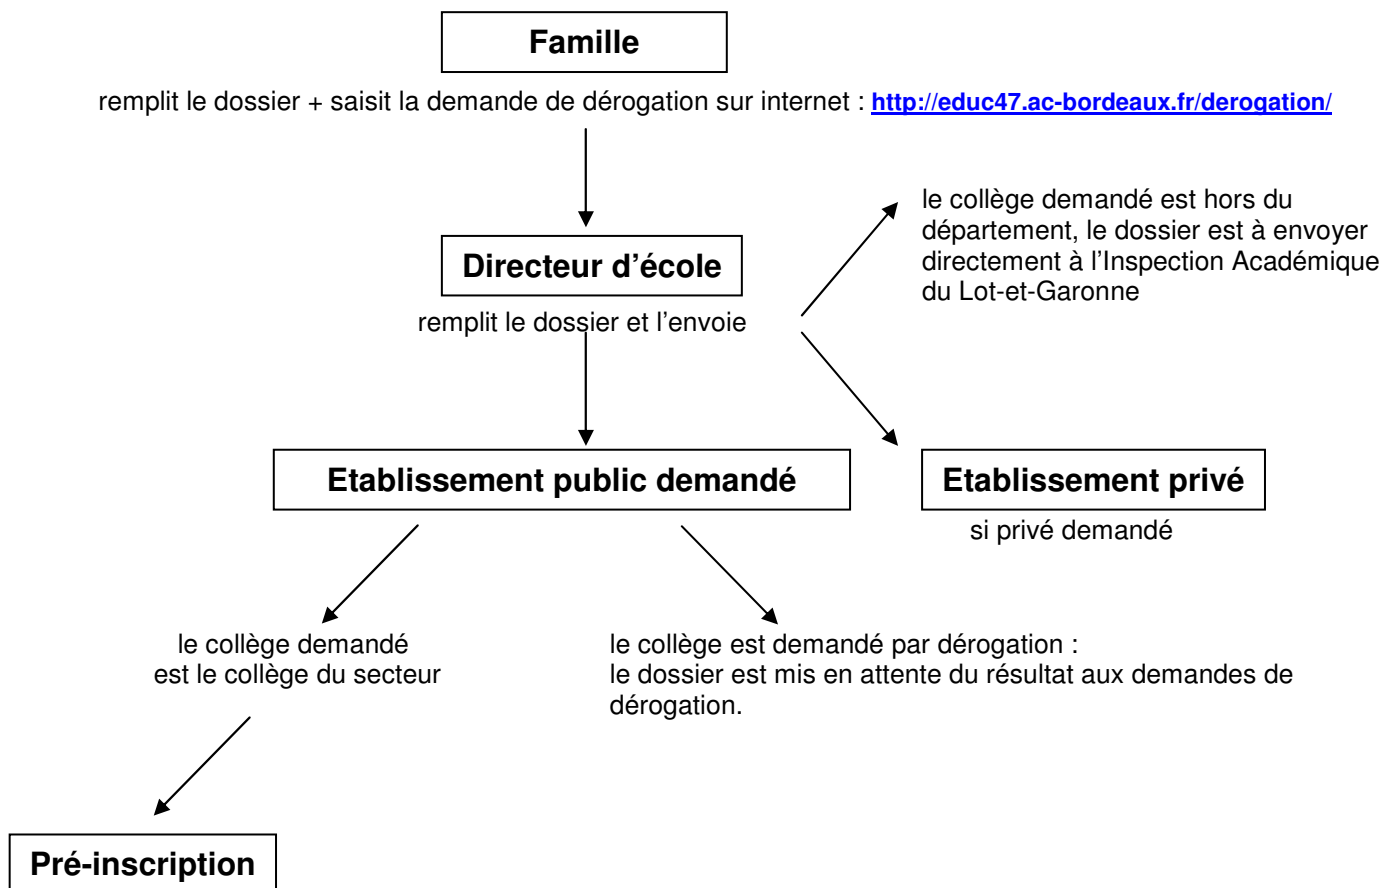 Famille
remplit le dossier + saisit la demande de dérogation sur internet : http://educ47.ac-bordeaux.fr/derogation/
le collège demandé est hors du
département, le dossier est à envoyer
directement à l'Inspection Académique
du Lot-et-Garonne
Directeur d'école
remplit le dossier et l'envoie
Etablissement public demandé
Etablissement privé
si privé demandé
le collège demandé
est le collège du secteur
le collège est demandé par dérogation :
le dossier est mis en attente du résultat aux demandes de
dérogation.
Pré-inscription